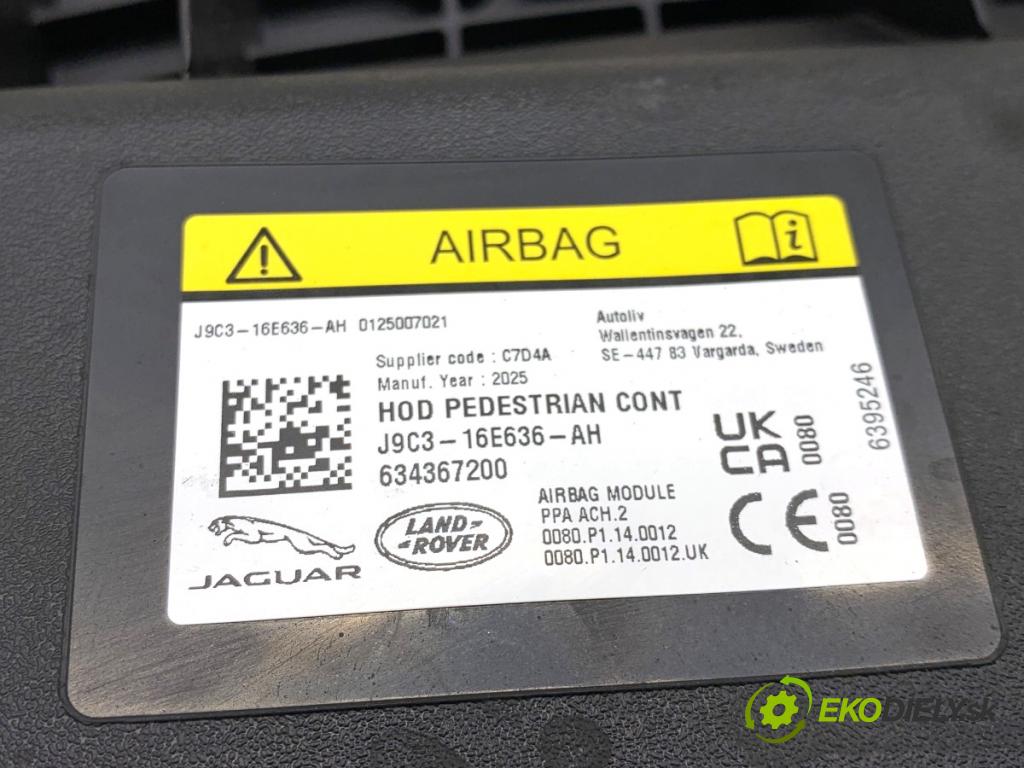 AIRBAG
J9C3-16E636-AH 0125007021
Autoliv
Wallentinsvagen 22,
SE-447 83 Vargarda, Sweden
Supplier code : C7D4A
Manuf. Year : 2025
HOD PEDESTRIAN CONT
J9C3-16E636-AH
634367200
UK
CA
0080
6395246
AIRBAG MODULE
PPA ACH.2
0080.P1.14.0012
0080.P1.14.0012.UK
CE
0080
JAGUAR
LAND-
-ROVER
EKODIELY.SK